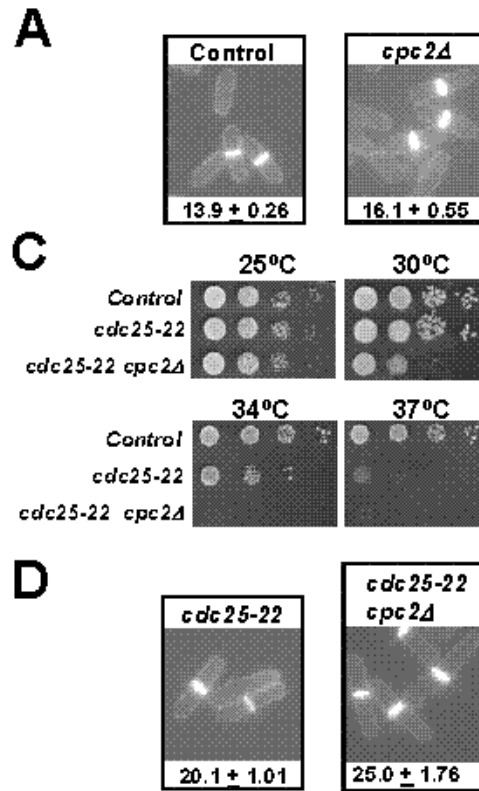 A
Control
cpc2Δ
13.9 ± 0.26
16.1 ± 0.55
C
25ºC
30ºC
Control
cdc25-22
cdc25-22 cpc2Δ
34ºC
37ºC
Control
cdc25-22
cdc25-22 cpc2Δ
D
cdc25-22
cdc25-22
cpc2Δ
20.1 ± 1.01
25.0 ± 1.76